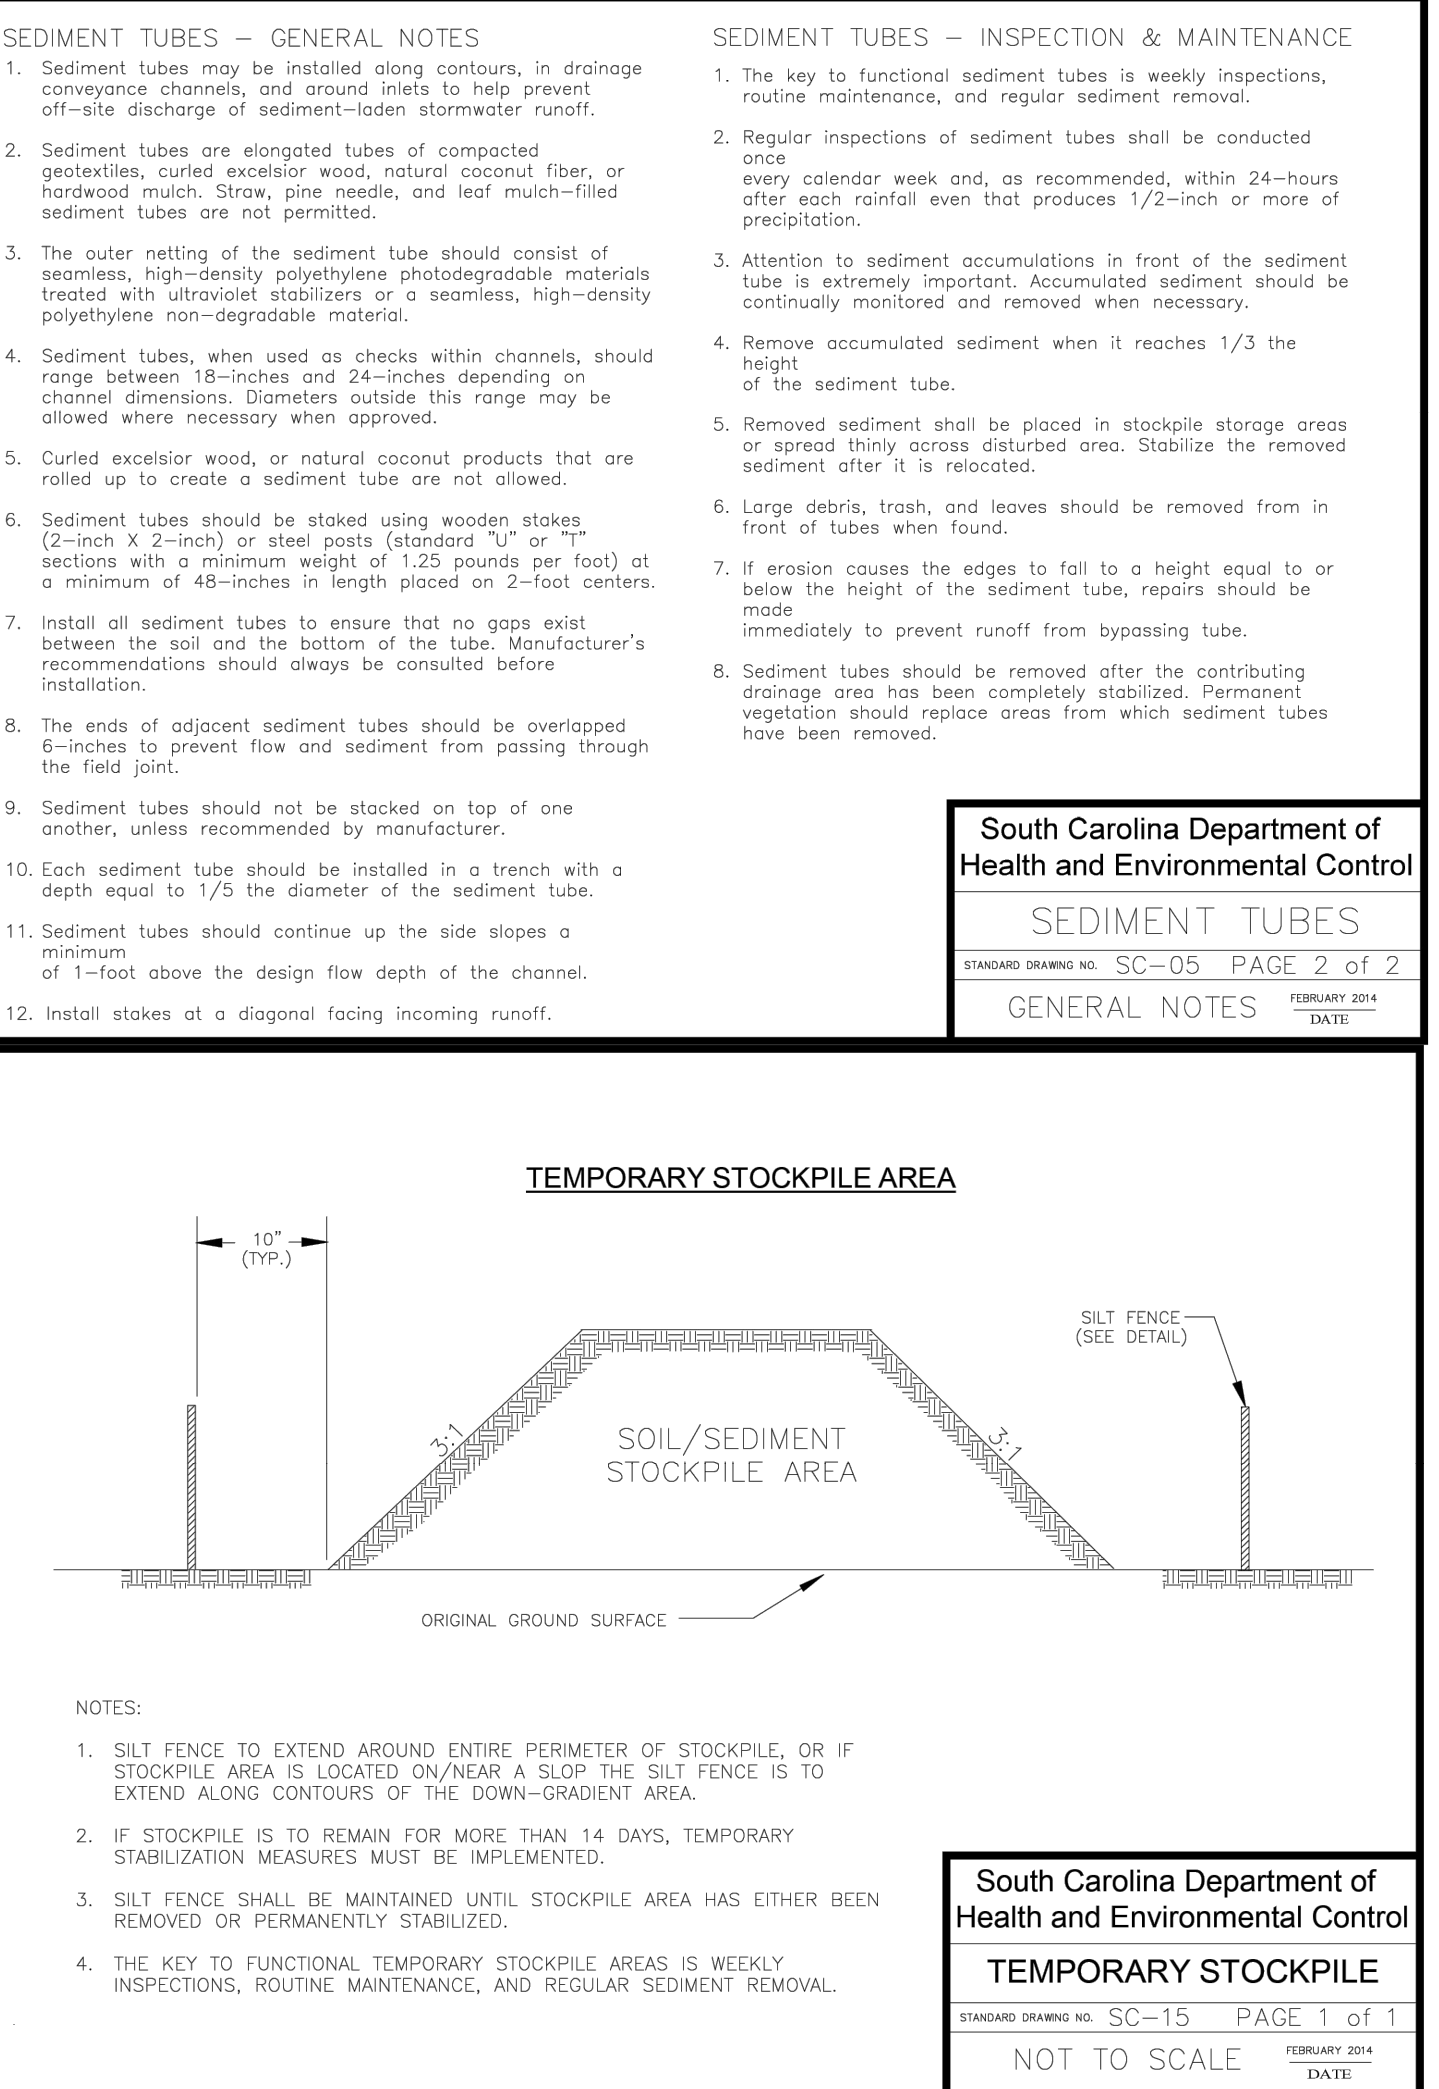 SEDIMENT TUBES – GENERAL NOTES
1. Sediment tubes may be installed along contours, in drainage
conveyance channels, and around inlets to help prevent
off–site discharge of sediment–laden stormwater runoff.
2. Sediment tubes are elongated tubes of compacted
geotextiles, curled excelsior wood, natural coconut fiber, or
hardwood mulch. Straw, pine needle, and leaf mulch–filled
sediment tubes are not permitted.
3. The outer netting of the sediment tube should consist of
seamless, high–density polyethylene photodegradable materials
treated with ultraviolet stabilizers or a seamless, high–density
polyethylene non–degradable material.
4. Sediment tubes, when used as checks within channels, should
range between 18–inches and 24–inches depending on
channel dimensions. Diameters outside this range may be
allowed where necessary when approved.
5. Curled excelsior wood, or natural coconut products that are
rolled up to create a sediment tube are not allowed.
6. Sediment tubes should be staked using wooden stakes
(2–inch X 2–inch) or steel posts (standard "U" or "T"
sections with a minimum weight of 1.25 pounds per foot) at
a minimum of 48–inches in length placed on 2–foot centers.
7. Install all sediment tubes to ensure that no gaps exist
between the soil and the bottom of the tube. Manufacturer's
recommendations should always be consulted before
installation.
8. The ends of adjacent sediment tubes should be overlapped
6–inches to prevent flow and sediment from passing through
the field joint.
9. Sediment tubes should not be stacked on top of one
another, unless recommended by manufacturer.
10. Each sediment tube should be installed in a trench with a
depth equal to 1/5 the diameter of the sediment tube.
11. Sediment tubes should continue up the side slopes a
minimum
of 1–foot above the design flow depth of the channel.
12. Install stakes at a diagonal facing incoming runoff.
SEDIMENT TUBES – INSPECTION & MAINTENANCE
1. The key to functional sediment tubes is weekly inspections,
routine maintenance, and regular sediment removal.
2. Regular inspections of sediment tubes shall be conducted
once
every calendar week and, as recommended, within 24–hours
after each rainfall even that produces 1/2–inch or more of
precipitation.
3. Attention to sediment accumulations in front of the sediment
tube is extremely important. Accumulated sediment should be
continually monitored and removed when necessary.
4. Remove accumulated sediment when it reaches 1/3 the
height
of the sediment tube.
5. Removed sediment shall be placed in stockpile storage areas
or spread thinly across disturbed area. Stabilize the removed
sediment after it is relocated.
6. Large debris, trash, and leaves should be removed from in
front of tubes when found.
7. If erosion causes the edges to fall to a height equal to or
below the height of the sediment tube, repairs should be
made
immediately to prevent runoff from bypassing tube.
8. Sediment tubes should be removed after the contributing
drainage area has been completely stabilized. Permanent
vegetation should replace areas from which sediment tubes
have been removed.
South Carolina Department of
Health and Environmental Control
SEDIMENT TUBES
STANDARD DRAWING NO. SC–05 PAGE 2 of 2
GENERAL NOTES FEBRUARY 2014
DATE
TEMPORARY STOCKPILE AREA
10"
(TYP.)
SILT FENCE
(SEE DETAIL)
3:1
3:1
SOIL/SEDIMENT
STOCKPILE AREA
ORIGINAL GROUND SURFACE
NOTES:
1. SILT FENCE TO EXTEND AROUND ENTIRE PERIMETER OF STOCKPILE, OR IF
STOCKPILE AREA IS LOCATED ON/NEAR A SLOP THE SILT FENCE IS TO
EXTEND ALONG CONTOURS OF THE DOWN–GRADIENT AREA.
2. IF STOCKPILE IS TO REMAIN FOR MORE THAN 14 DAYS, TEMPORARY
STABILIZATION MEASURES MUST BE IMPLEMENTED.
3. SILT FENCE SHALL BE MAINTAINED UNTIL STOCKPILE AREA HAS EITHER BEEN
REMOVED OR PERMANENTLY STABILIZED.
4. THE KEY TO FUNCTIONAL TEMPORARY STOCKPILE AREAS IS WEEKLY
INSPECTIONS, ROUTINE MAINTENANCE, AND REGULAR SEDIMENT REMOVAL.
South Carolina Department of
Health and Environmental Control
TEMPORARY STOCKPILE
STANDARD DRAWING NO. SC–15 PAGE 1 of 1
NOT TO SCALE FEBRUARY 2014
DATE